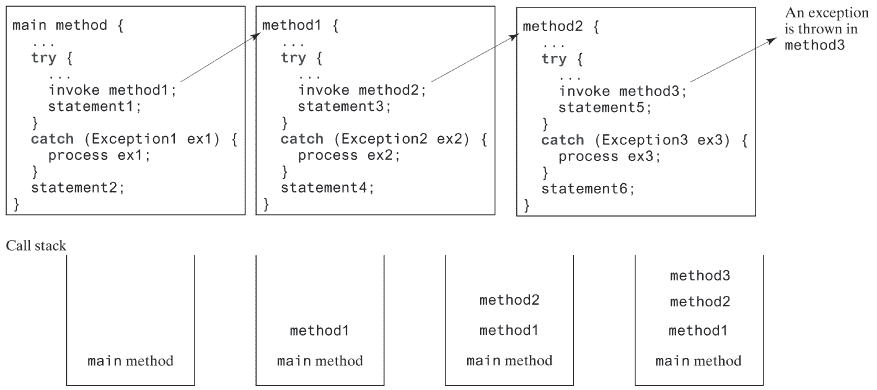 main method {
  ...
  try {
    ...
    invoke method1;
    statement1;
  }
  catch (Exception1 ex1) {
    process ex1;
  }
  statement2;
}
method1 {
  ...
  try {
    ...
    invoke method2;
    statement3;
  }
  catch (Exception2 ex2) {
    process ex2;
  }
  statement4;
}
method2 {
  ...
  try {
    ...
    invoke method3;
    statement5;
  }
  catch (Exception3 ex3) {
    process ex3;
  }
  statement6;
}
An exception
is thrown in
method3
Call stack
main method
method1
main method
method2
method1
main method
method3
method2
method1
main method